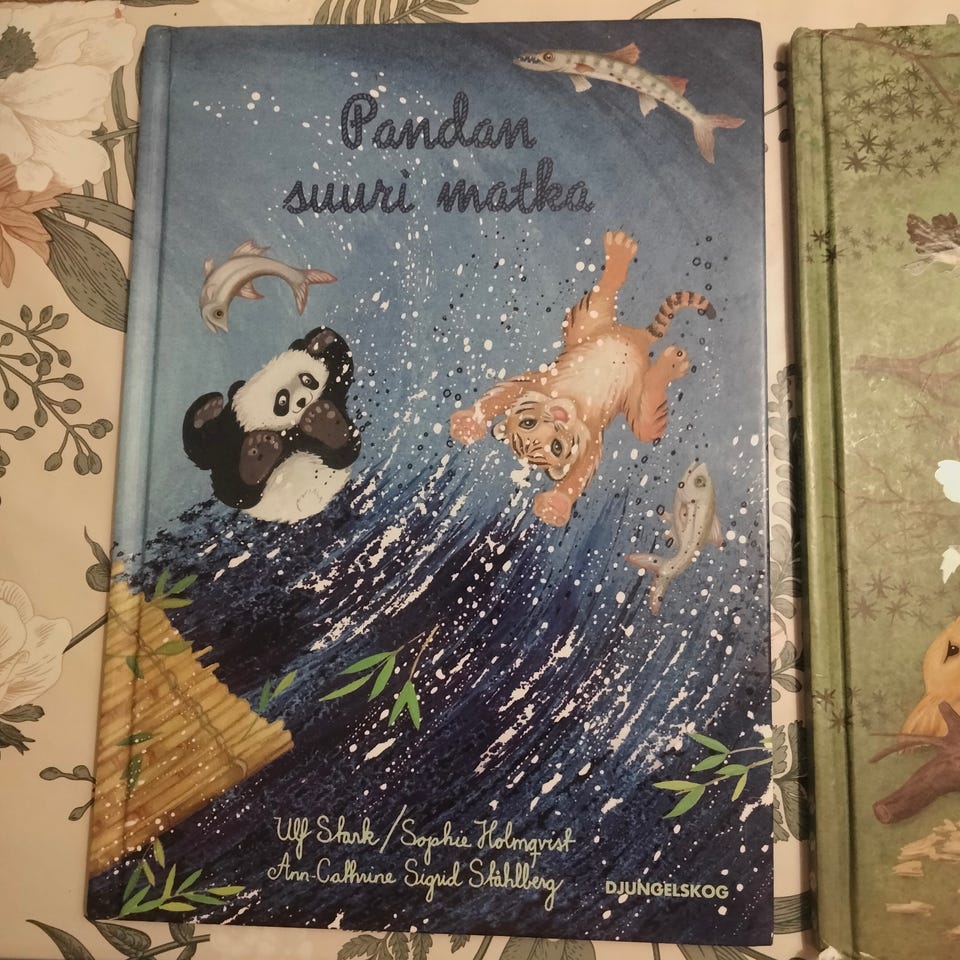 Pandan
suuri matka
Ulf Stark / Sophie Holmqvist
Ann-Cathrine Sigrid Ståhlberg
DJUNGELSKOG